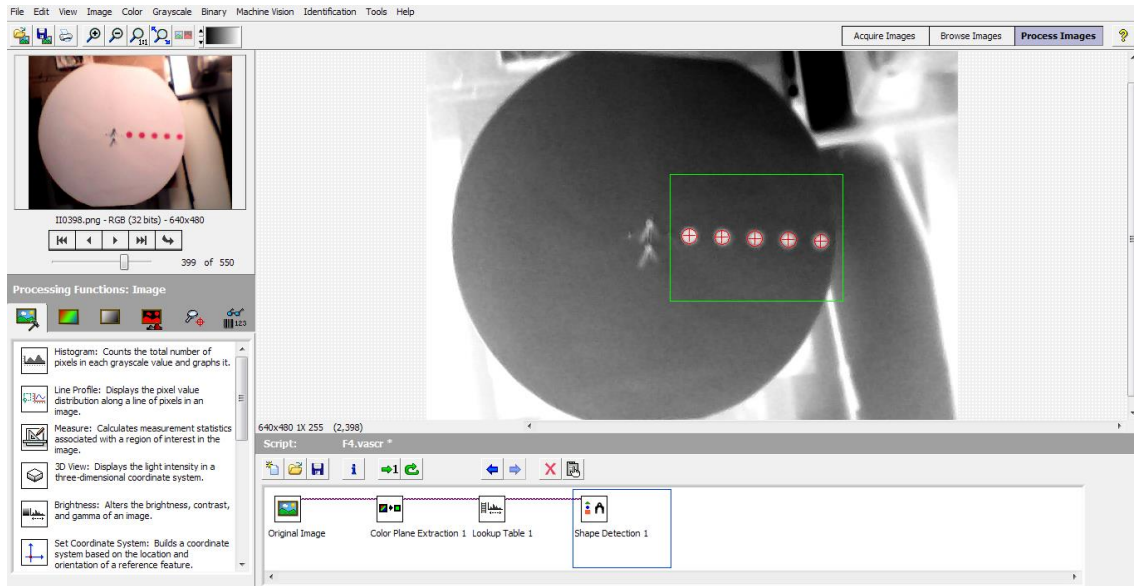 File Edit View Image Color Grayscale Binary Machine Vision Identification Tools Help
1:1
Acquire Images Browse Images Process Images ?
II0398.png - RGB (32 bits) - 640x480
399 of 550
Processing Functions: Image
123
Histogram: Counts the total number of
pixels in each grayscale value and graphs it.
Line Profile: Displays the pixel value
distribution along a line of pixels in an
image.
Measure: Calculates measurement statistics
associated with a region of interest in the
image.
3D View: Displays the light intensity in a
three-dimensional coordinate system.
Brightness: Alters the brightness, contrast,
and gamma of an image.
Set Coordinate System: Builds a coordinate
system based on the location and
orientation of a reference feature.
640x480 1X 255 (2,398)
Script: F4.vascr *
i 1 X
Original Image Color Plane Extraction 1 Lookup Table 1 Shape Detection 1